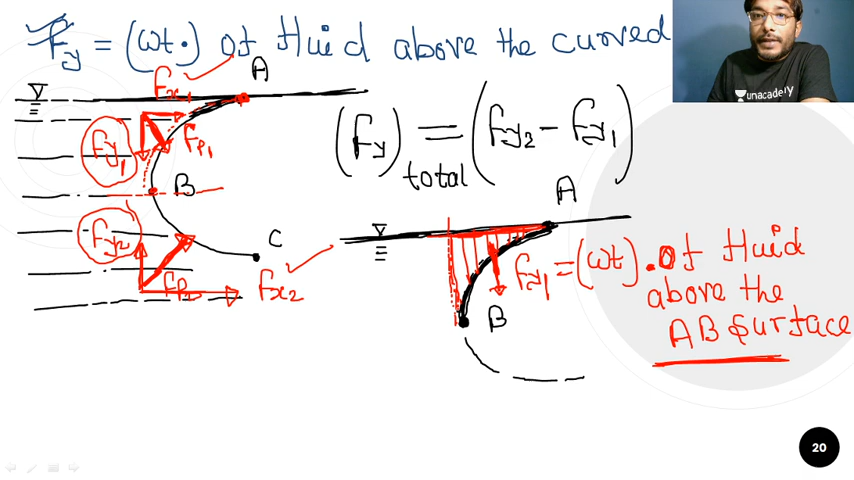 Fy = (wt.) of fluid above the curved
A
Fx1
Fy1
FP1
B
Fy2
FP2
C
Fx2
(Fy) total = (Fy2 - Fy1)
A
Fy1 = (wt) of fluid
above the
AB surface
B
unacademy
20